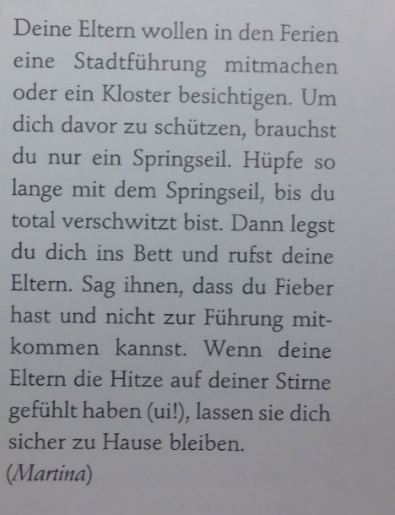 Deine Eltern wollen in den Ferien
eine Stadtführung mitmachen
oder ein Kloster besichtigen. Um
dich davor zu schützen, brauchst
du nur ein Springseil. Hüpfe so
lange mit dem Springseil, bis du
total verschwitzt bist. Dann legst
du dich ins Bett und rufst deine
Eltern. Sag ihnen, dass du Fieber
hast und nicht zur Führung mit-
kommen kannst. Wenn deine
Eltern die Hitze auf deiner Stirne
gefühlt haben (ui!), lassen sie dich
sicher zu Hause bleiben.
(Martina)